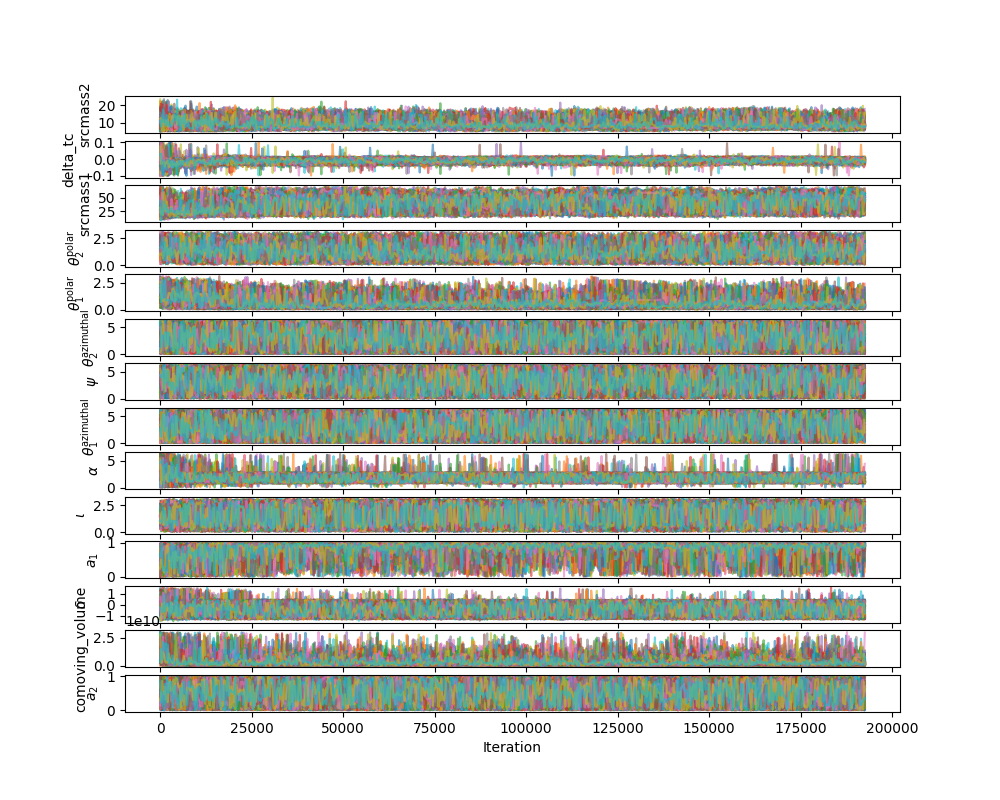 srcmass2
20
10
delta_tc
0.1
0.0
−0.1
srcmass1
50
25
θ₂^polar
2.5
0.0
θ₁^polar
2.5
0.0
θ₂^azimuthal
5
0
ψ
5
0
θ₁^azimuthal
5
0
α
5
0
ι
2.5
0.0
a₁
1
0
1
0
−1
comoving_volume
1e10
2.5
0.0
a₂
1
0
0 25000 50000 75000 100000 125000 150000 175000 200000
Iteration